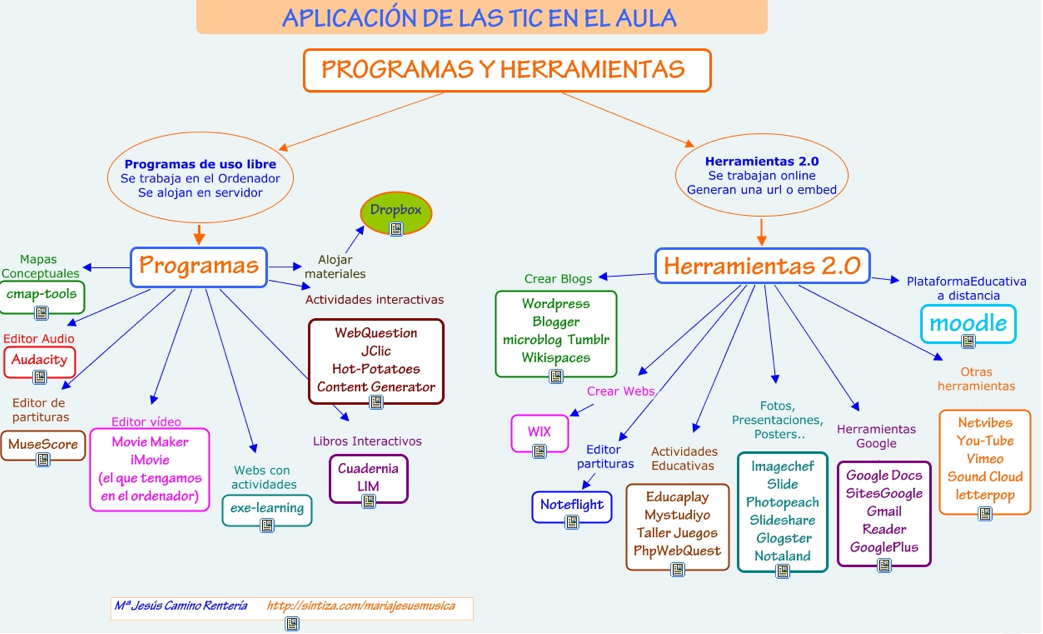 APLICACIÓN DE LAS TIC EN EL AULA
PROGRAMAS Y HERRAMIENTAS
Programas de uso libre
Se trabaja en el Ordenador
Se alojan en servidor
Dropbox
Programas
Mapas
Conceptuales
cmap-tools
Editor Audio
Audacity
Editor de
partituras
MuseScore
Editor vídeo
Movie Maker
iMovie
(el que tengamos
en el ordenador)
Webs con
actividades
exe-learning
Alojar
materiales
Actividades interactivas
WebQuestion
JClic
Hot-Potatoes
Content Generator
Libros Interactivos
Cuadernia
LIM
Herramientas 2.0
Se trabajan online
Generan una url o embed
Herramientas 2.0
Crear Blogs
Wordpress
Blogger
microblog Tumblr
Wikispaces
Crear Webs
WIX
Editor
partituras
Noteflight
Actividades
Educativas
Educaplay
Mystudiyo
Taller Juegos
PhpWebQuest
Fotos,
Presentaciones,
Posters..
Imagechef
Slide
Photopeach
Slideshare
Glogster
Notaland
Herramientas
Google
Google Docs
SitesGoogle
Gmail
Reader
GooglePlus
PlataformaEducativa
a distancia
moodle
Otras
herramientas
Netvibes
You-Tube
Vimeo
Sound Cloud
letterpop
Mª Jesús Camino Rentería http://sintiza.com/mariajesusmusica